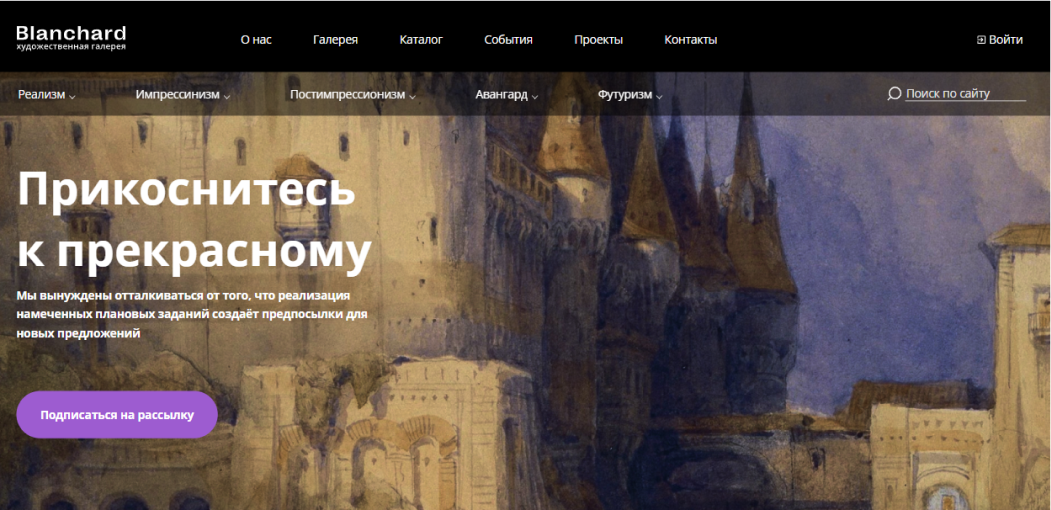 Blanchard
художественная галерея
О нас Галерея Каталог События Проекты Контакты
Войти
Реализм Импрессинизм Постимпрессионизм Авангард Футуризм
Поиск по сайту
Прикоснитесь
к прекрасному
Мы вынуждены отталкиваться от того, что реализация
намеченных плановых заданий создаёт предпосылки для
новых предложений
Подписаться на рассылку